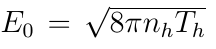 E_0 = \sqrt{8\pi n_h T_h}